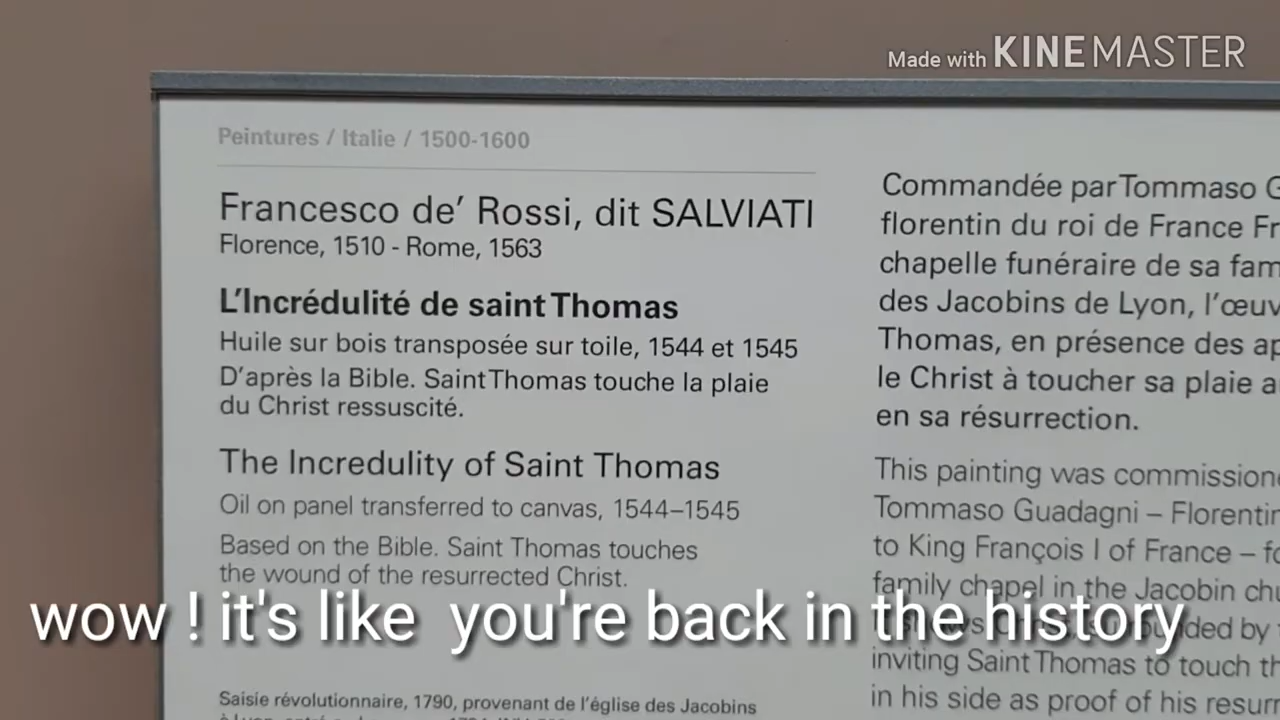 Made with KINEMASTER
Peintures / Italie / 1500-1600
Francesco de' Rossi, dit SALVIATI
Florence, 1510 - Rome, 1563
L'Incrédulité de saint Thomas
Huile sur bois transposée sur toile, 1544 et 1545
D'après la Bible. Saint Thomas touche la plaie
du Christ ressuscité.
The Incredulity of Saint Thomas
Oil on panel transferred to canvas, 1544–1545
Based on the Bible. Saint Thomas touches
the wound of the resurrected Christ.
Saisie révolutionnaire, 1790, provenant de l'église des Jacobins
Commandée par Tommaso
florentin du roi de France
chapelle funéraire de sa
des Jacobins de Lyon,
Thomas, en présence des
le Christ à toucher sa plaie
en sa résurrection.
This painting was
Tommaso Guadagni –
to King François I of France –
family chapel in the Jacobin
by
inviting Saint Thomas to touch
in his side as proof of his
wow ! it's like you're back in the history